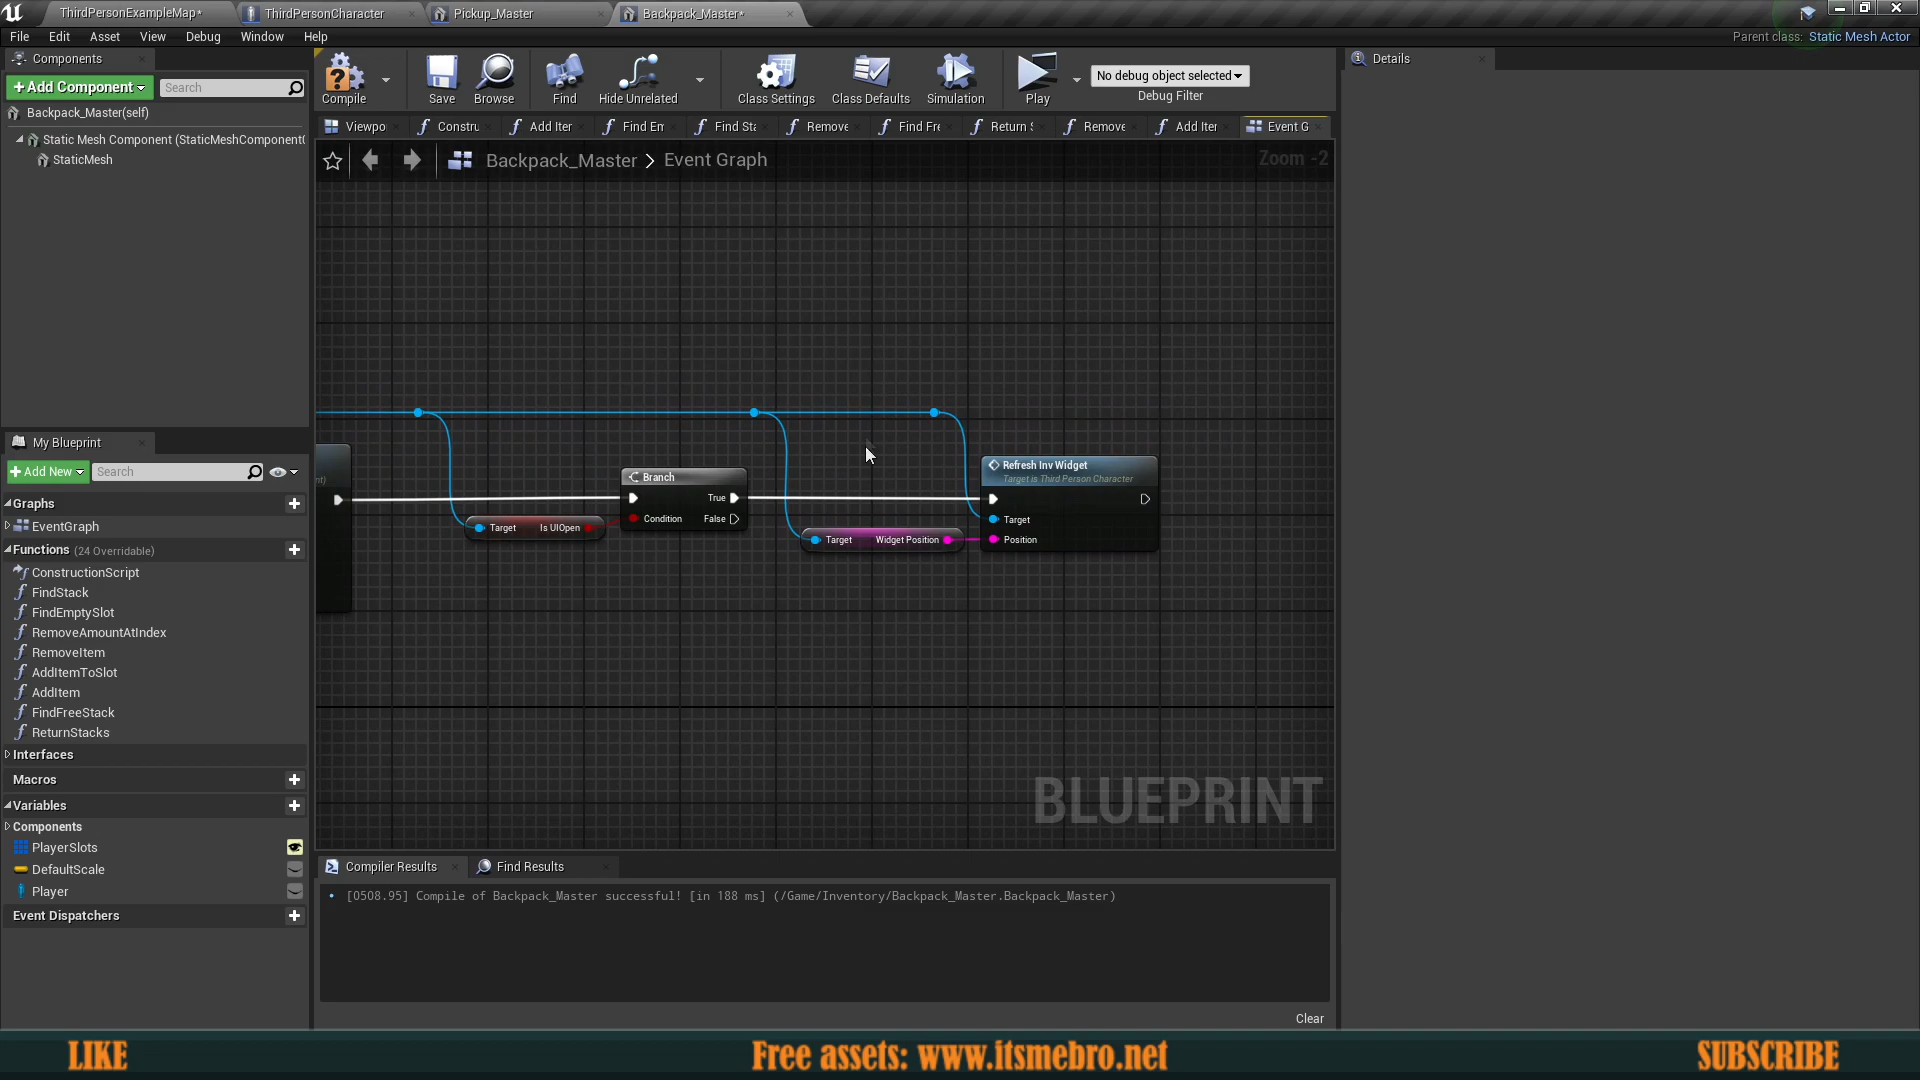 ThirdPersonExampleMap*
ThirdPersonCharacter
Pickup_Master
Backpack_Master*
File Edit Asset View Debug Window Help
Parent class: Static Mesh Actor
Components
+Add Component
Search
Backpack_Master(self)
Static Mesh Component (StaticMeshComponent
StaticMesh
Compile
Save
Browse
Find
Hide Unrelated
Class Settings
Class Defaults
Simulation
Play
No debug object selected
Debug Filter
Details
Viewpo
Constru
Add Iter
Find Em
Find Sta
Remove
Find Fre
Return S
Remove
Add Iter
Event G
Backpack_Master > Event Graph
Zoom -2
Branch
True
Condition
False
Target
Is UIOpen
Target
Widget Position
Refresh Inv Widget
Target is Third Person Character
Target
Position
BLUEPRINT
My Blueprint
+Add New
Search
Graphs
EventGraph
Functions (24 Overridable)
ConstructionScript
FindStack
FindEmptySlot
RemoveAmountAtIndex
RemoveItem
AddItemToSlot
AddItem
FindFreeStack
ReturnStacks
Interfaces
Macros
Variables
Components
PlayerSlots
DefaultScale
Player
Event Dispatchers
Compiler Results
Find Results
[0508.95] Compile of Backpack_Master successful! [in 188 ms] (/Game/Inventory/Backpack_Master.Backpack_Master)
Clear
LIKE
Free assets: www.itsmebro.net
SUBSCRIBE